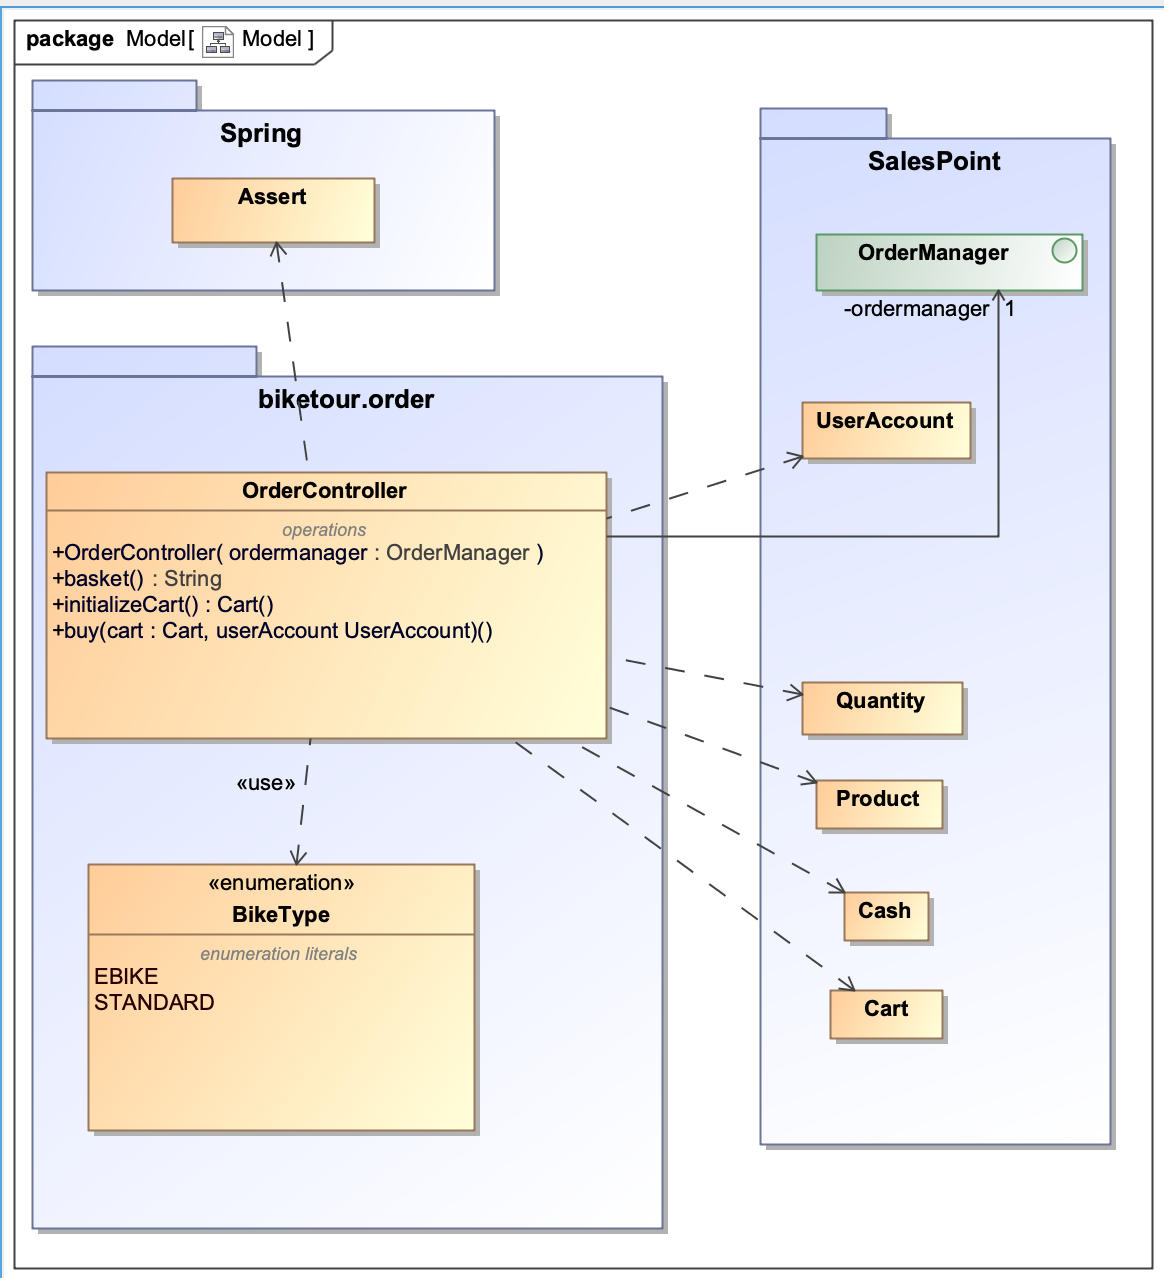 package Model[ Model ]
Spring
Assert
SalesPoint
OrderManager
-ordermanager 1
biketour.order
UserAccount
OrderController
operations
+OrderController( ordermanager : OrderManager )
+basket() : String
+initializeCart() : Cart()
+buy(cart : Cart, userAccount UserAccount)()
Quantity
«use»
Product
«enumeration»
BikeType
enumeration literals
EBIKE
STANDARD
Cash
Cart